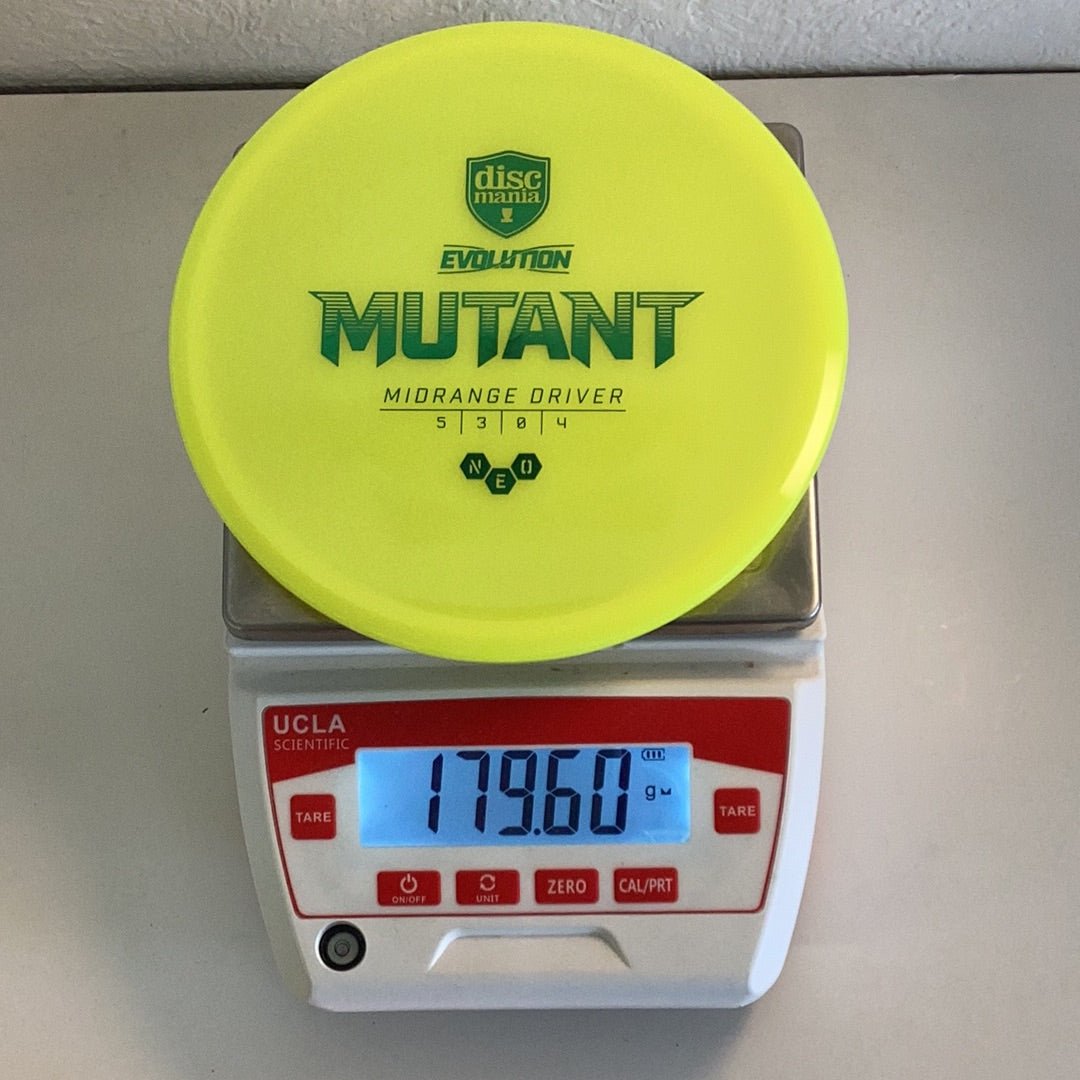 disc
mania
EVOLUTION
MUTANT
MIDRANGE DRIVER
5 | 3 | 0 | 4
NEO
UCLA
SCIENTIFIC
179.60 g
TARE
TARE
ON/OFF
UNIT
ZERO
CAL/PRT